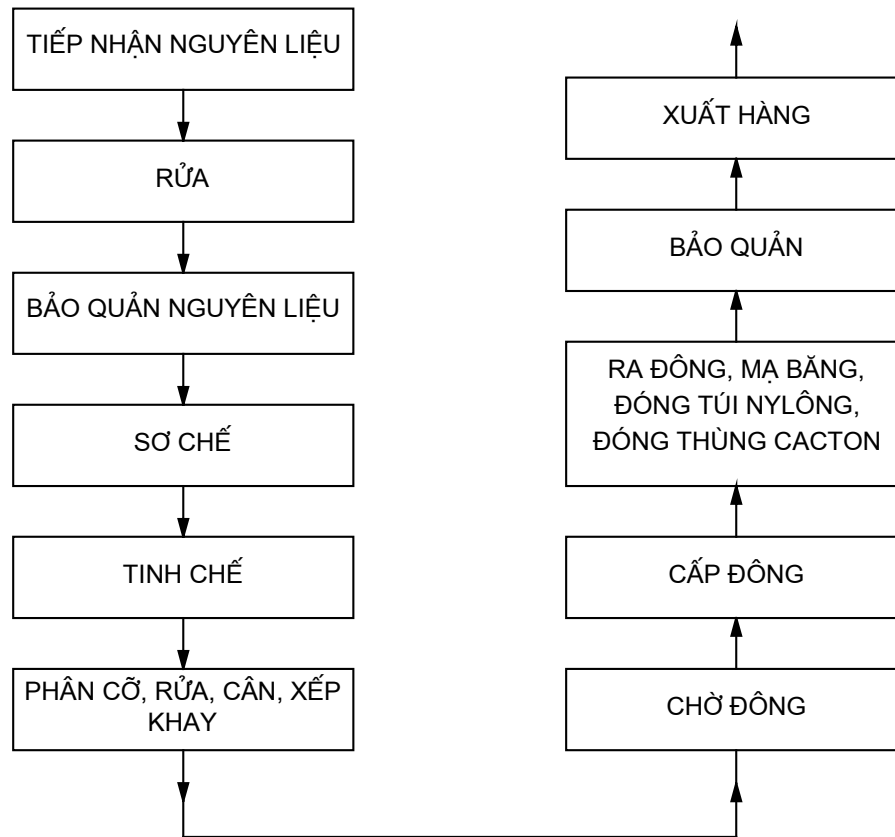 TIẾP NHẬN NGUYÊN LIỆU
RỬA
BẢO QUẢN NGUYÊN LIỆU
SƠ CHẾ
TINH CHẾ
PHÂN CỠ, RỬA, CÂN, XẾP
KHAY
CHỜ ĐÔNG
CẤP ĐÔNG
RA ĐÔNG, MẠ BĂNG,
ĐÓNG TÚI NYLÔNG,
ĐÓNG THÙNG CACTON
BẢO QUẢN
XUẤT HÀNG